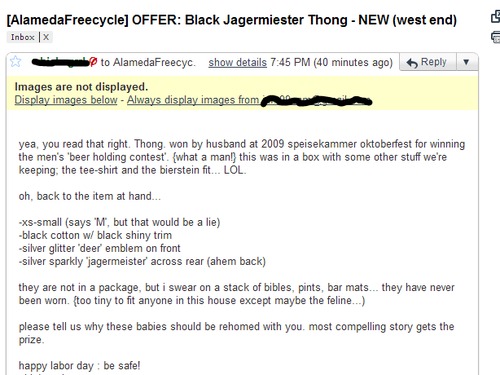 [AlamedaFreecycle] OFFER: Black Jagermiester Thong - NEW (west end)
Inbox | X
to AlamedaFreecyc. show details 7:45 PM (40 minutes ago) Reply
Images are not displayed.
Display images below - Always display images from
yea, you read that right. Thong. won by husband at 2009 speisekammer oktoberfest for winning
the men's 'beer holding contest'. {what a man!} this was in a box with some other stuff we're
keeping; the tee-shirt and the bierstein fit... LOL.
oh, back to the item at hand...
-xs-small (says 'M', but that would be a lie)
-black cotton w/ black shiny trim
-silver glitter 'deer' emblem on front
-silver sparkly 'jagermeister' across rear (ahem back)
they are not in a package, but i swear on a stack of bibles, pints, bar mats... they have never
been worn. {too tiny to fit anyone in this house except maybe the feline...)
please tell us why these babies should be rehomed with you. most compelling story gets the
prize.
happy labor day : be safe!